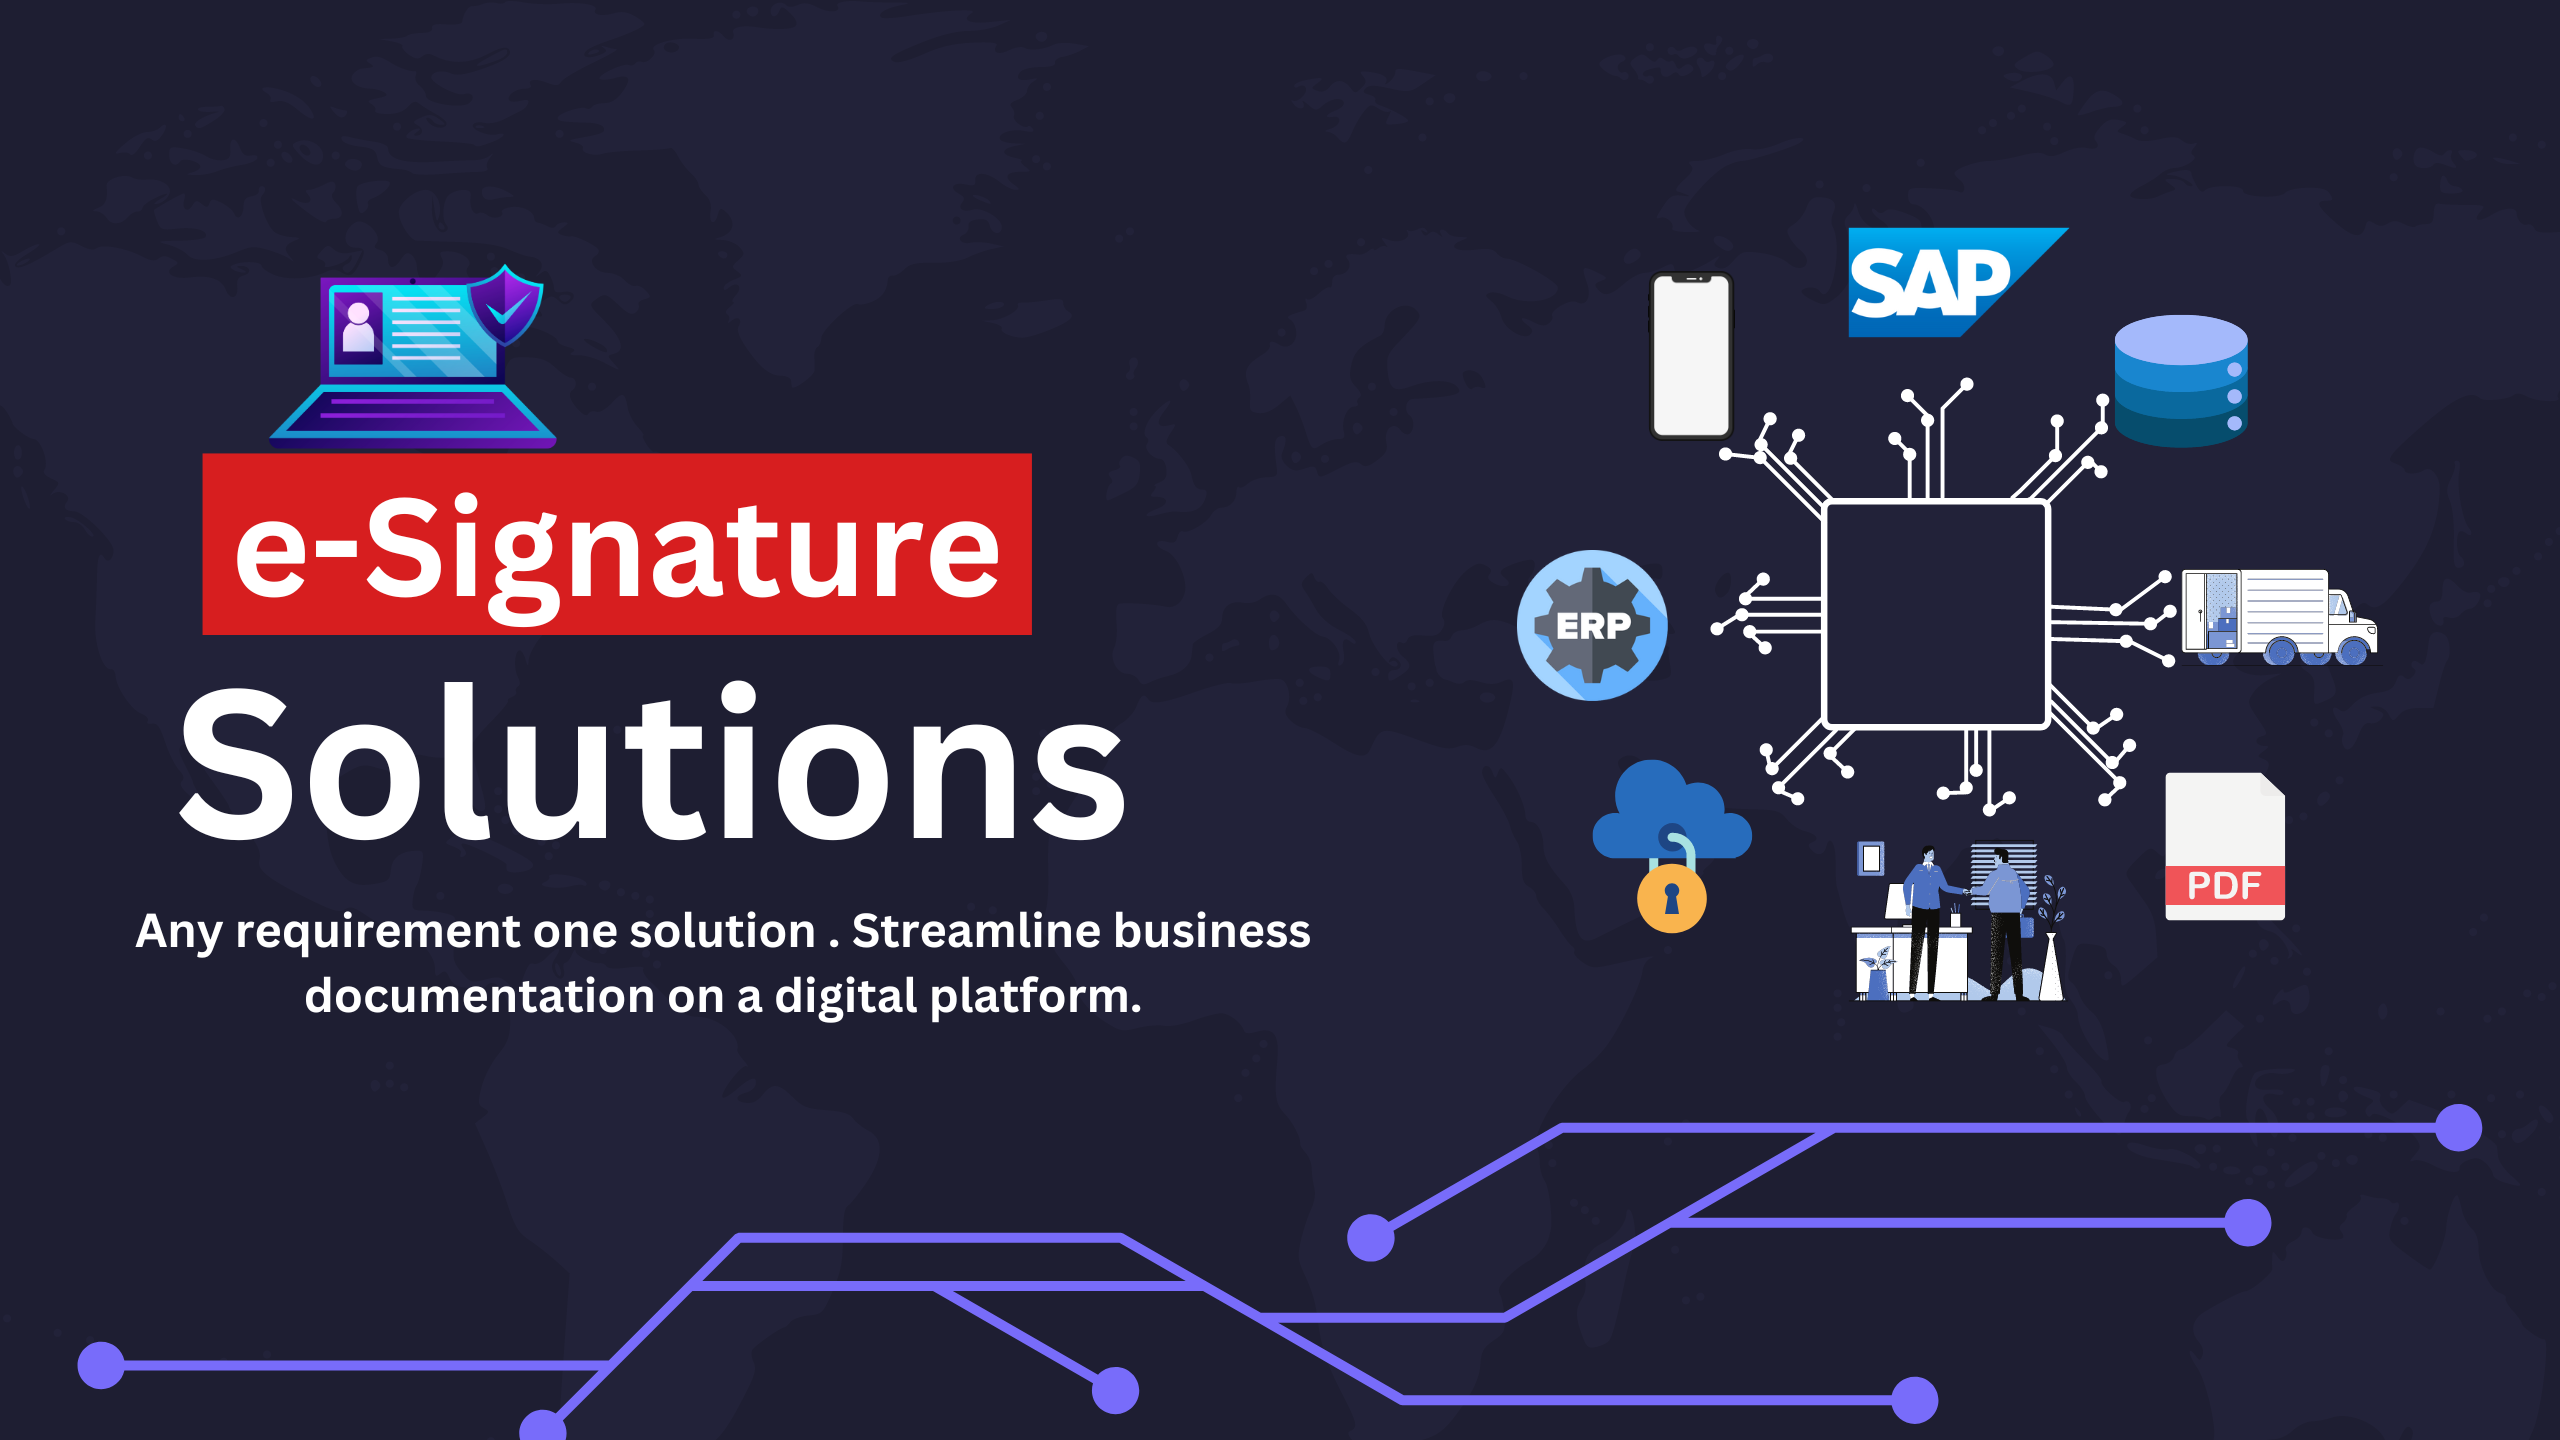 e-Signature
Solutions
Any requirement one solution . Streamline business
documentation on a digital platform.
SAP
ERP
PDF